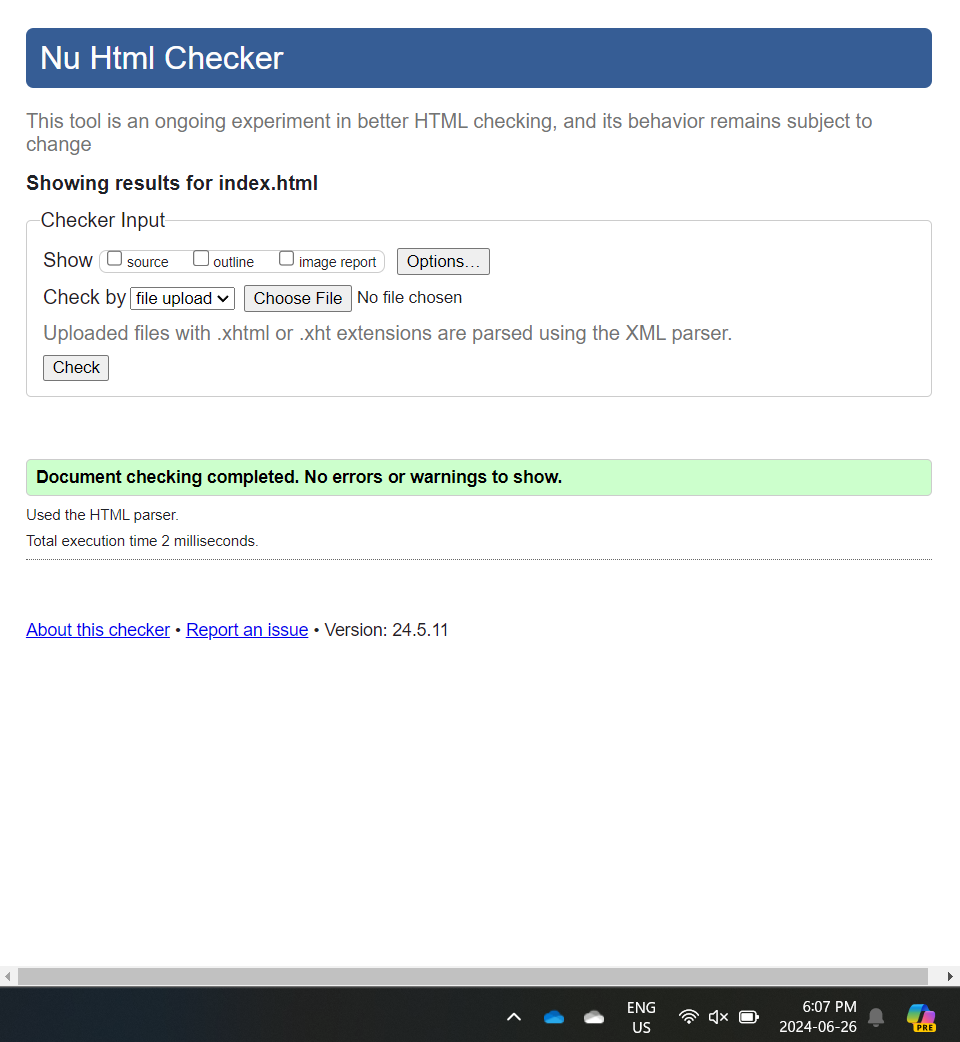 Nu Html Checker
This tool is an ongoing experiment in better HTML checking, and its behavior remains subject to
change
Showing results for index.html
Checker Input
Show source outline image report Options…
Check by file upload Choose File No file chosen
Uploaded files with .xhtml or .xht extensions are parsed using the XML parser.
Check
Document checking completed. No errors or warnings to show.
Used the HTML parser.
Total execution time 2 milliseconds.
About this checker • Report an issue • Version: 24.5.11
ENG
US
6:07 PM
2024-06-26
PRE